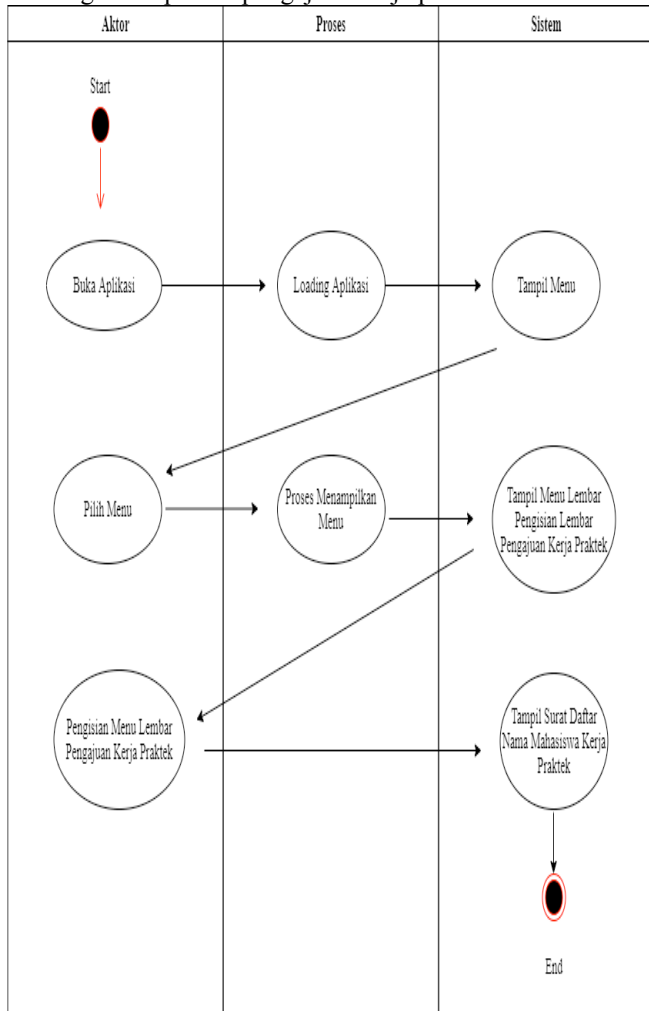 Aktor
Proses
Sistem
Start
Buka Aplikasi
Loading Aplikasi
Tampil Menu
Pilih Menu
Proses Menampilkan
Menu
Tampil Menu Lembar
Pengisian Lembar
Pengajuan Kerja Praktek
Pengisian Menu Lembar
Pengajuan Kerja Praktek
Tampil Surat Daftar
Nama Mahasiswa Kerja
Praktek
End